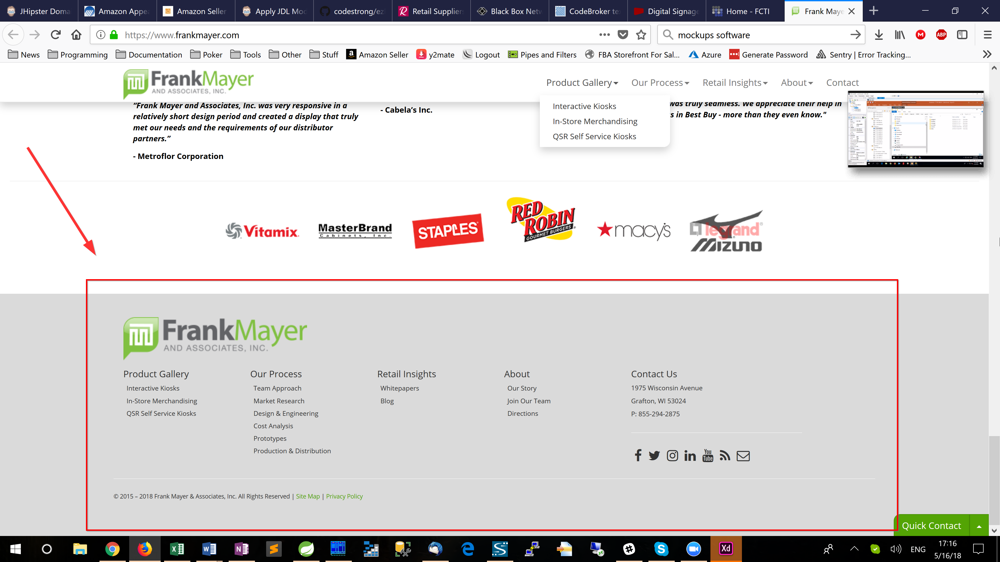 JHipster Doma
Amazon Appea
Amazon Seller
Apply JDL Mod
codestrong/ez
Retail Suppliers
Black Box Netw
CodeBroker te
Digital Signage
Home - FCTI
Frank Maye
https://www.frankmayer.com
mockups software
ABP
News
Programming
Documentation
Poker
Tools
Other
Stuff
Amazon Seller
y2mate
Logout
Pipes and Filters
FBA Storefront For Sal...
Azure
Generate Password
Sentry | Error Tracking...
FrankMayer
AND ASSOCIATES, INC.
Product Gallery
Our Process
Retail Insights
About
Contact
Interactive Kiosks
In-Store Merchandising
QSR Self Service Kiosks
“Frank Mayer and Associates, Inc. was very responsive in a
relatively short design period and created a display that truly
met our needs and the requirements of our distributor
partners.”
- Metroflor Corporation
- Cabela’s Inc.
was truly seamless. We appreciate their help in
s in Best Buy - more than they even know."
Vitamix.
MasterBrand
Cabinets, Inc.
STAPLES
RED
ROBIN
GOURMET BURGERS
macy's
legrand
MIZUNO
FrankMayer
AND ASSOCIATES, INC.
Product Gallery
Interactive Kiosks
In-Store Merchandising
QSR Self Service Kiosks
Our Process
Team Approach
Market Research
Design & Engineering
Cost Analysis
Prototypes
Production & Distribution
Retail Insights
Whitepapers
Blog
About
Our Story
Join Our Team
Directions
Contact Us
1975 Wisconsin Avenue
Grafton, WI 53024
P: 855-294-2875
You
Tube
© 2015 – 2018 Frank Mayer & Associates, Inc. All Rights Reserved | Site Map | Privacy Policy
Quick Contact
Xd
ENG
17:16
5/16/18